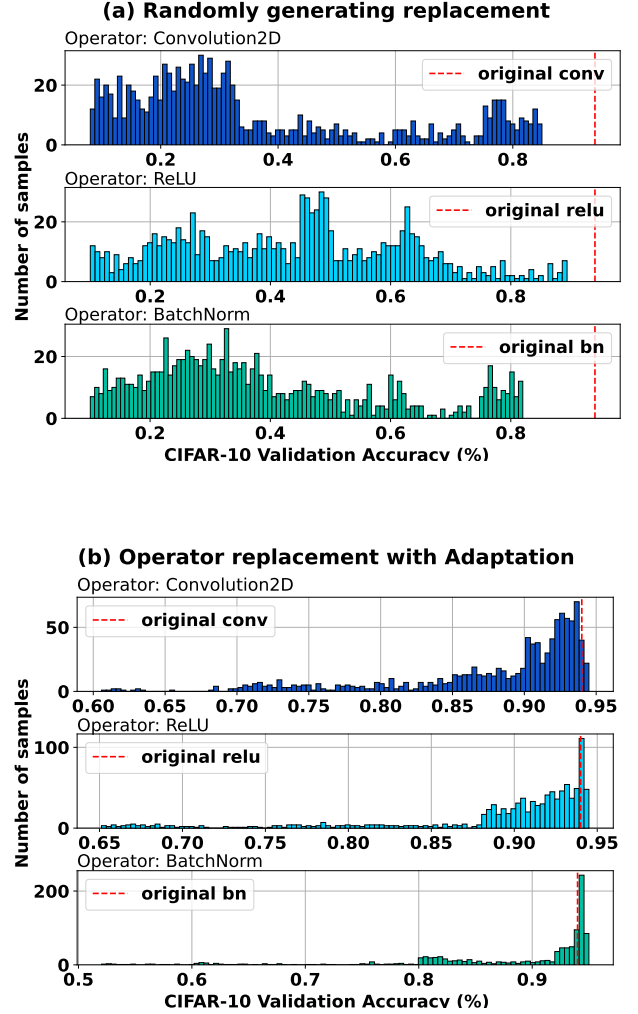 (a) Randomly generating replacement
Operator: Convolution2D
original conv
20
0
0.2 0.4 0.6 0.8
Operator: ReLU
original relu
20
0
0.2 0.4 0.6 0.8
Operator: BatchNorm
original bn
20
0
0.2 0.4 0.6 0.8
Number of samples
CIFAR-10 Validation Accuracy (%)
(b) Operator replacement with Adaptation
Operator: Convolution2D
original conv
50
0
0.60 0.65 0.70 0.75 0.80 0.85 0.90 0.95
Operator: ReLU
original relu
100
0
0.65 0.70 0.75 0.80 0.85 0.90 0.95
Operator: BatchNorm
original bn
200
0
0.5 0.6 0.7 0.8 0.9
Number of samples
CIFAR-10 Validation Accuracy (%)